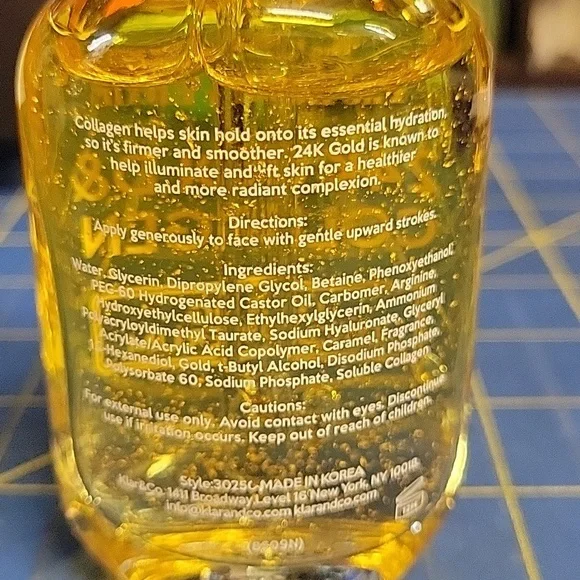 Collagen helps skin hold onto its essential hydration,
so it's firmer and smoother. 24K Gold is known to
help illuminate and skin for a healthier
and more radiant complexion.
Directions:
Apply generously to face with gentle upward strokes.
Ingredients:
Water, Glycerin, Dipropylene Glycol, Betaine, Phenoxyethanol,
PEG-60 Hydrogenated Castor Oil, Carbomer, Arginine,
Hydroxyethylcellulose, Ethylhexylglycerin, Ammonium
Polyacryloyldimethyl Taurate, Sodium Hyaluronate, Glyceryl
Acrylate/Acrylic Acid Copolymer, Caramel, Fragrance,
Hexanediol, Gold, t-Butyl Alcohol, Disodium Phosphate,
Polysorbate 60, Sodium Phosphate, Soluble Collagen
Cautions:
For external use only. Avoid contact with eyes. Discontinue
use if irritation occurs. Keep out of reach of children.
Style:3025C MADE IN KOREA
Klar&Co 1411 Broadway Level 16 New York, NY 10018
info@klarandco.com klarandco.com